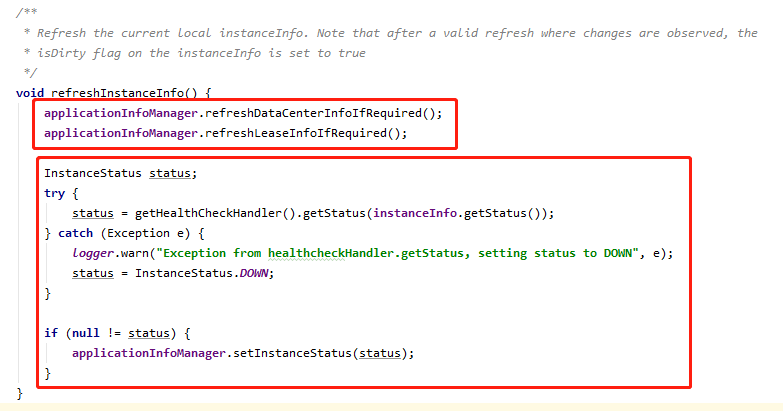 /**
* Refresh the current local instanceInfo. Note that after a valid refresh where changes are observed, the
* isDirty flag on the instanceInfo is set to true
*/
void refreshInstanceInfo() {
applicationInfoManager.refreshDataCenterInfoIfRequired();
applicationInfoManager.refreshLeaseInfoIfRequired();
InstanceStatus status;
try {
status = getHealthCheckHandler().getStatus(instanceInfo.getStatus());
} catch (Exception e) {
logger.warn("Exception from healthcheckHandler.getStatus, setting status to DOWN", e);
status = InstanceStatus.DOWN;
}
if (null != status) {
applicationInfoManager.setInstanceStatus(status);
}
}